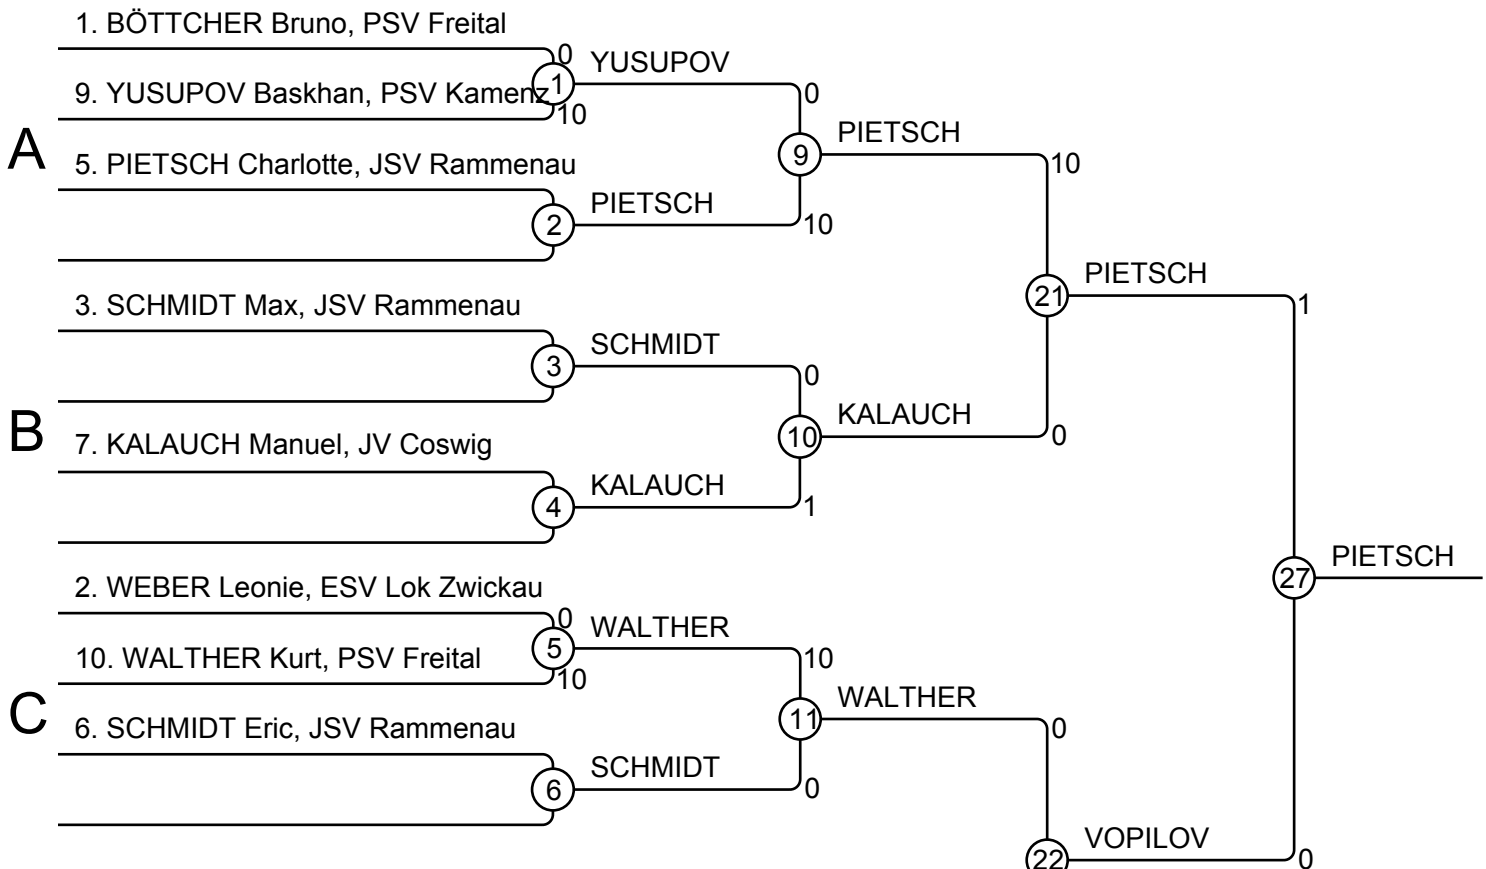 1. BÖTTCHER Bruno, PSV Freital
0
YUSUPOV
1
0
9. YUSUPOV Baskhan, PSV Kamenz
10
PIETSCH
A
9
10
5. PIETSCH Charlotte, JSV Rammenau
PIETSCH
2
10
PIETSCH
21
1
3. SCHMIDT Max, JSV Rammenau
SCHMIDT
3
0
KALAUCH
B
10
0
7. KALAUCH Manuel, JV Coswig
KALAUCH
4
1
PIETSCH
27
2. WEBER Leonie, ESV Lok Zwickau
0
WALTHER
5
10
10. WALTHER Kurt, PSV Freital
10
WALTHER
C
11
0
6. SCHMIDT Eric, JSV Rammenau
SCHMIDT
6
0
VOPILOV
22
0